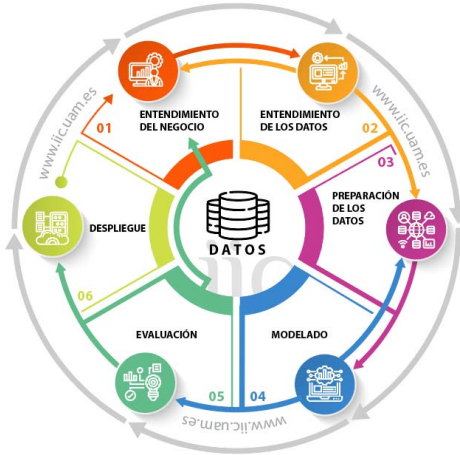 www.iic.uam.es
www.iic.uam.es
01
ENTENDIMIENTO
DEL NEGOCIO
ENTENDIMIENTO
DE LOS DATOS
02
03
PREPARACIÓN
DE LOS
DATOS
DATOS
iic
DESPLIEGUE
06
EVALUACIÓN
MODELADO
05
04
www.iic.uam.es